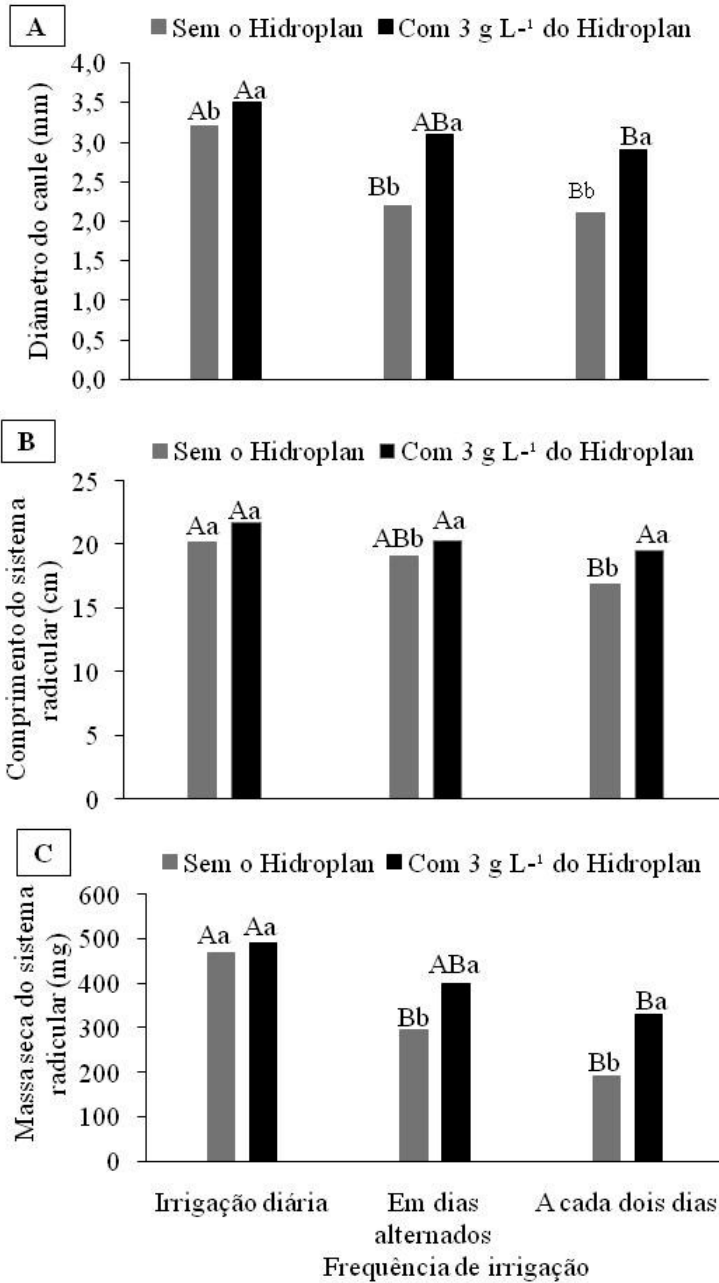 A
Sem o Hidroplan Com 3 g L-¹ do Hidroplan
Diâmetro do caule (mm)
4,0
3,5
3,0
2,5
2,0
1,5
1,0
0,5
0,0
Ab Aa
Bb ABa
Bb Ba
B
Sem o Hidroplan Com 3 g L-¹ do Hidroplan
Comprimento do sistema
radicular (cm)
25
20
15
10
5
0
Aa Aa
ABb Aa
Bb Aa
C
Sem o Hidroplan Com 3 g L-¹ do Hidroplan
Massa seca do sistema
radicular (mg)
600
500
400
300
200
100
0
Aa Aa
Bb ABa
Bb Ba
Irrigação diária Em dias A cada dois dias
alternados
Frequência de irrigação